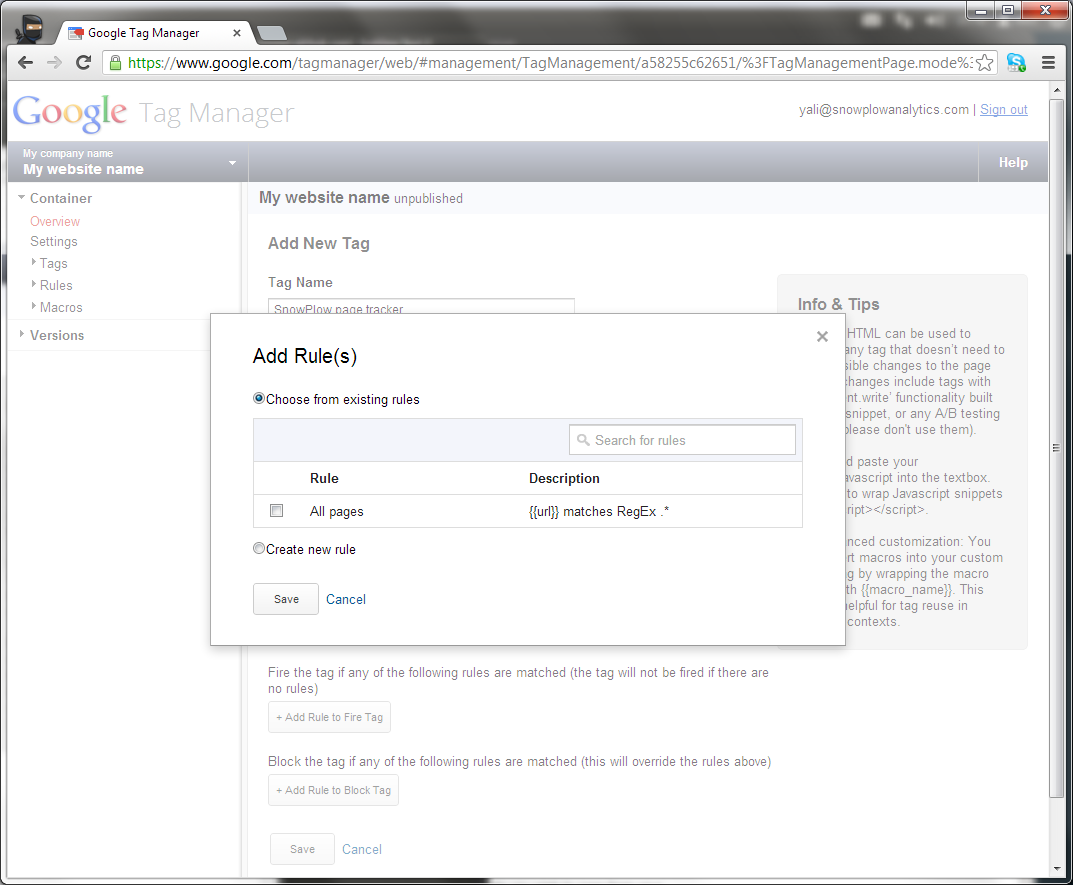 Google Tag Manager
https://www.google.com/tagmanager/web/#management/TagManagement/a58255c62651/%3FTagManagementPage.mode%3
Google Tag Manager
yali@snowplowanalytics.com | Sign out
My company name
My website name
Help
Container
Overview
Settings
Tags
Rules
Macros
Versions
My website name unpublished
Add New Tag
Tag Name
SnowPlow page tracker
Info & Tips
HTML can be used to
any tag that doesn't need to
changes to the page
changes include tags with
functionality built
snippet, or any A/B testing
please don't use them).
paste your
into the textbox.
to wrap Javascript snippets
></script>.
customization: You
macros into your custom
by wrapping the macro
{{macro_name}}. This
helpful for tag reuse in
contexts.
Add Rule(s)
Choose from existing rules
Search for rules
Rule Description
All pages {{url}} matches RegEx .*
Create new rule
Save Cancel
Fire the tag if any of the following rules are matched (the tag will not be fired if there are
no rules)
+ Add Rule to Fire Tag
Block the tag if any of the following rules are matched (this will override the rules above)
+ Add Rule to Block Tag
Save Cancel